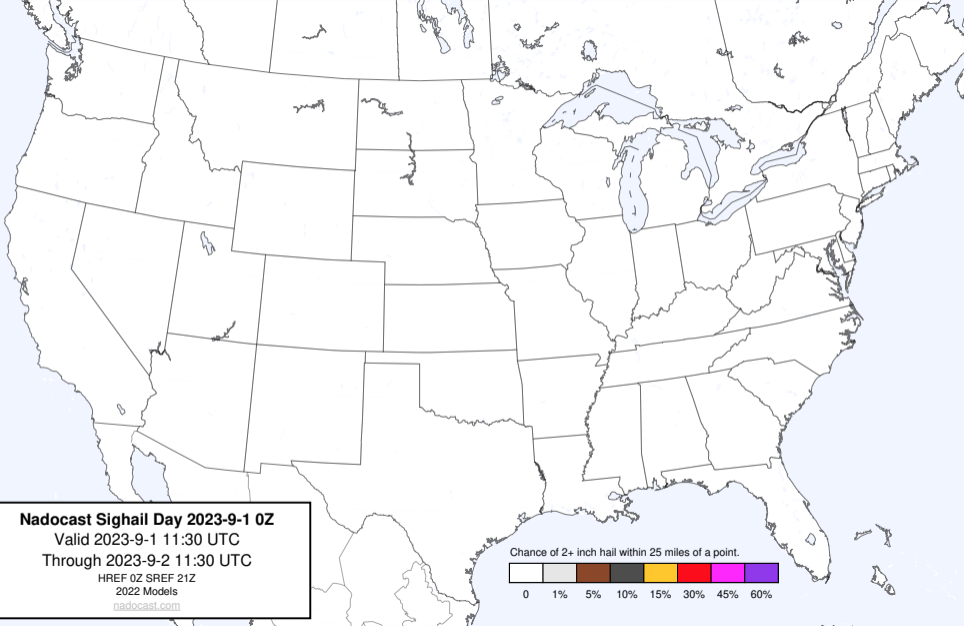 Nadocast Sighail Day 2023-9-1 0Z
Valid 2023-9-1 11:30 UTC
Through 2023-9-2 11:30 UTC
HREF 0Z SREF 21Z
2022 Models
nadocast.com
Chance of 2+ inch hail within 25 miles of a point.
0 1% 5% 10% 15% 30% 45% 60%